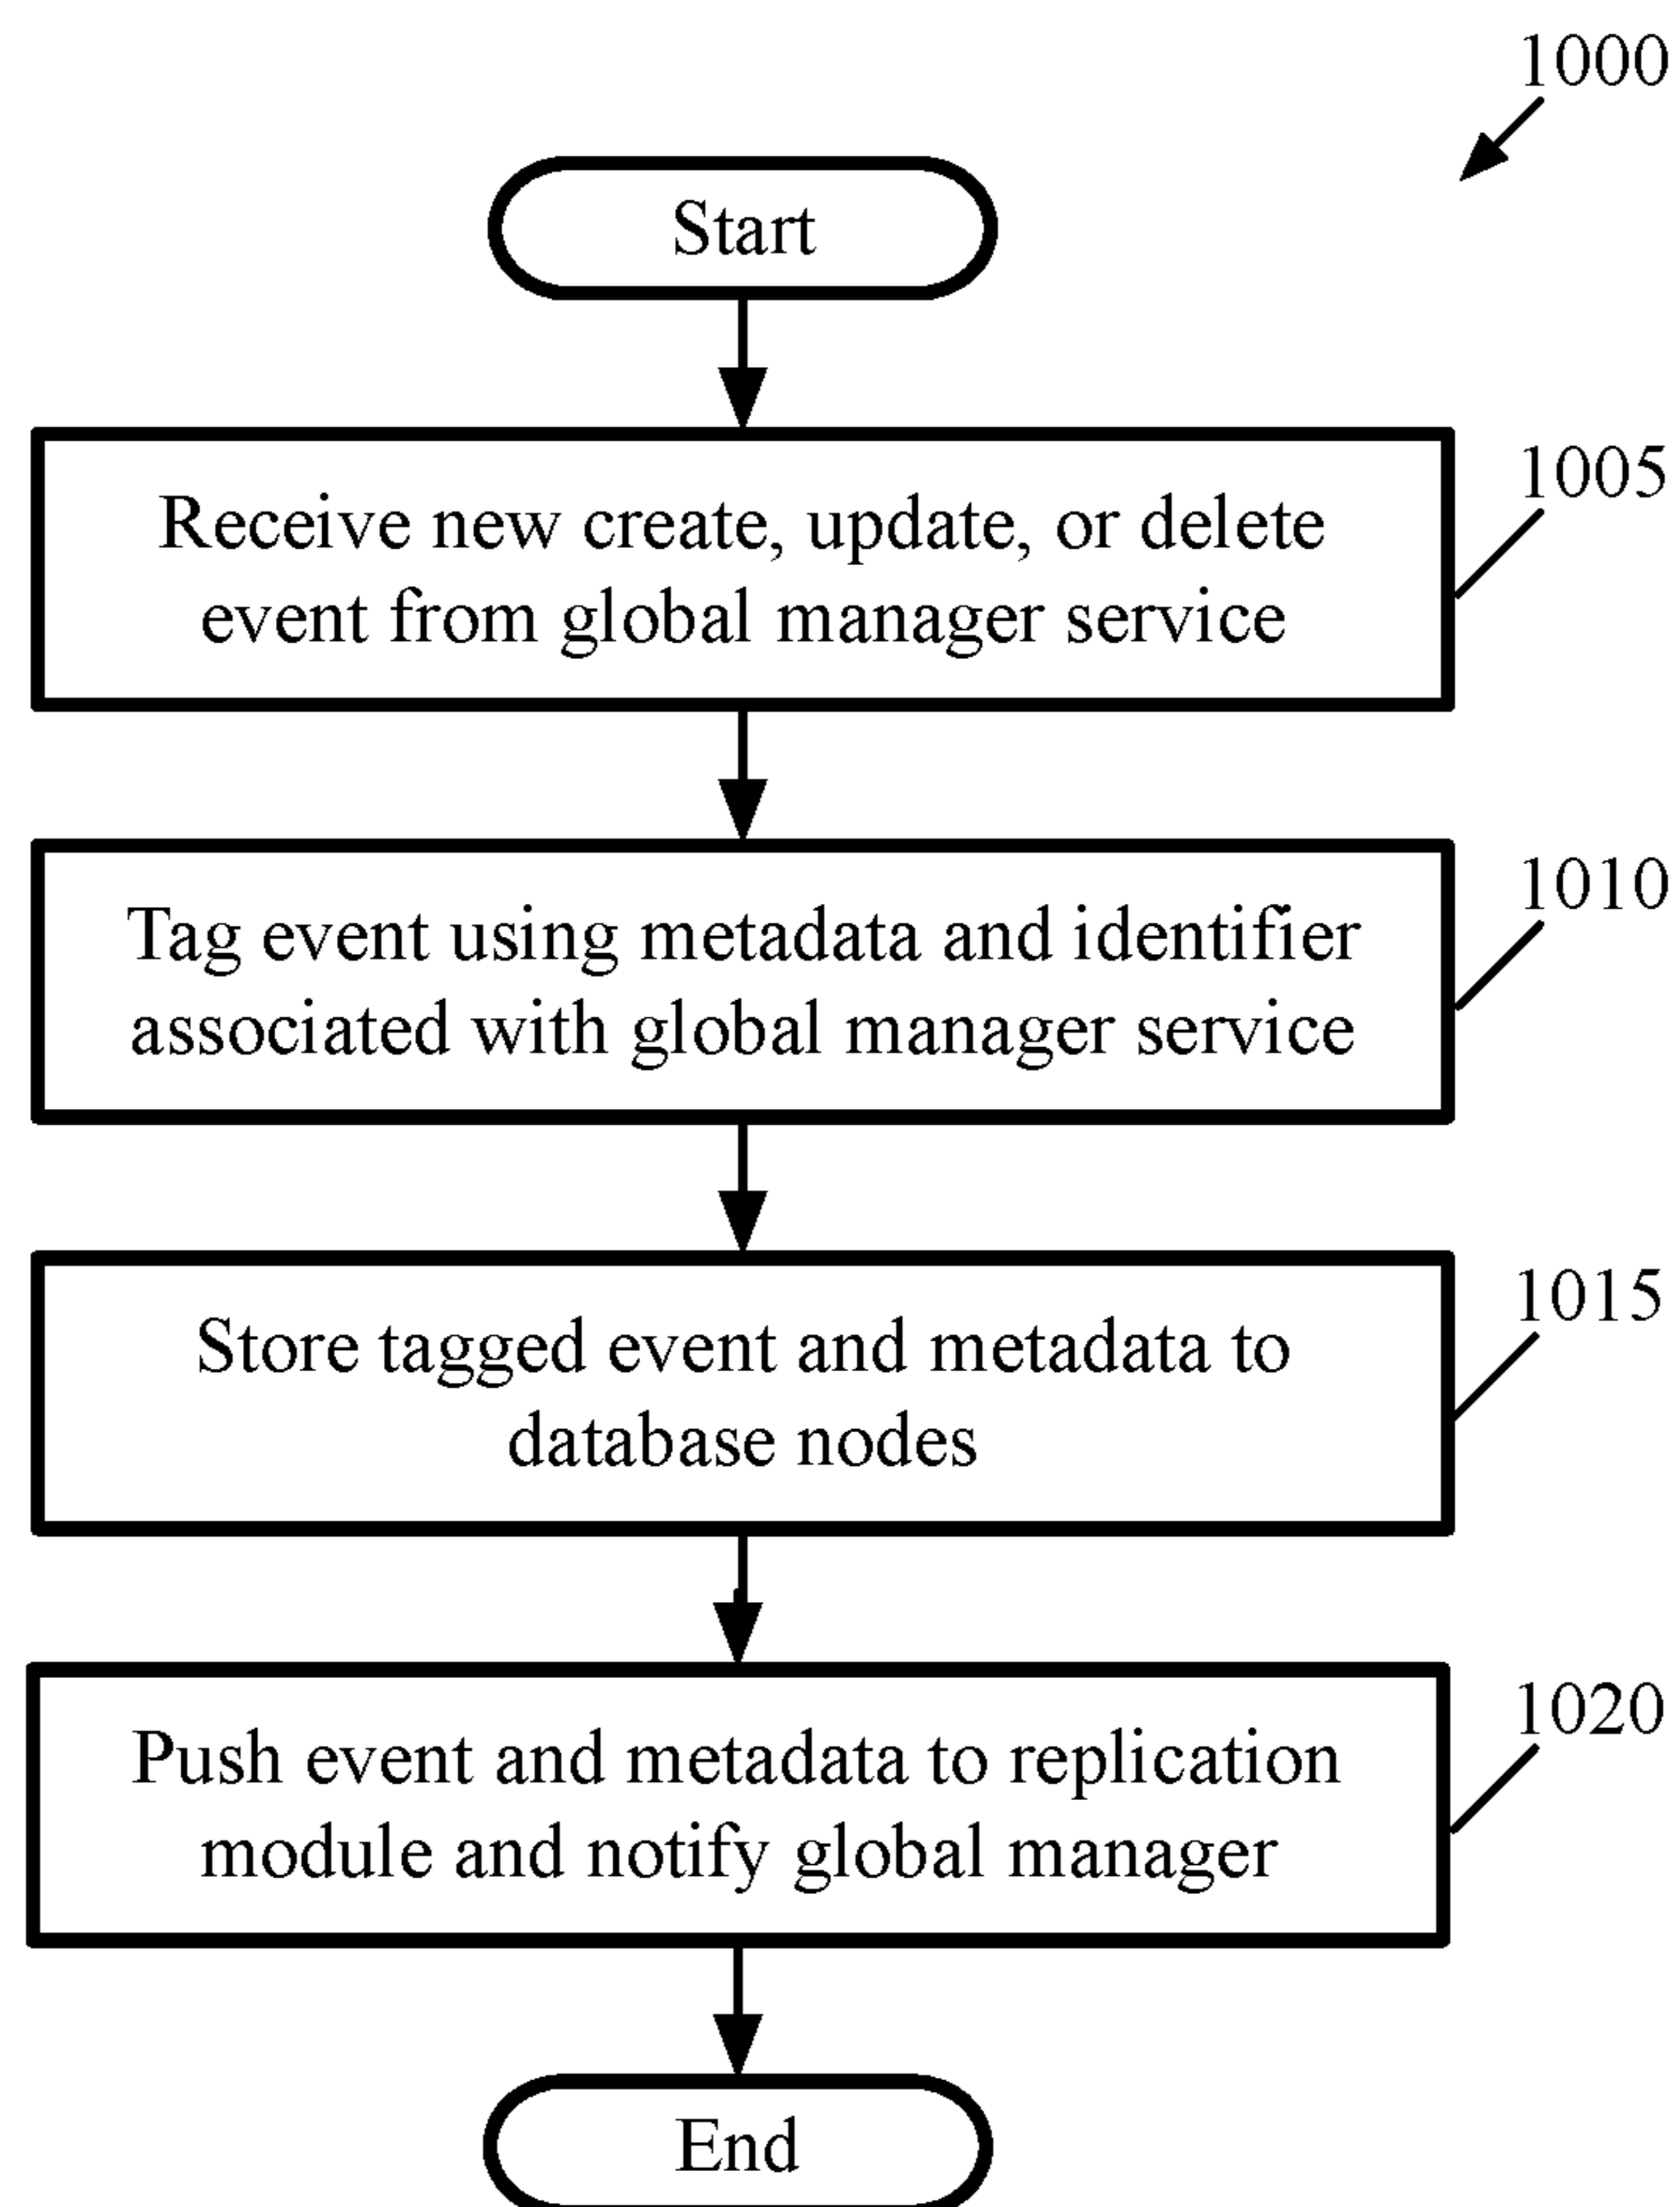 1000
Start
Receive new create, update, or delete
event from global manager service
1005
Tag event using metadata and identifier
associated with global manager service
1010
Store tagged event and metadata to
database nodes
1015
Push event and metadata to replication
module and notify global manager
1020
End